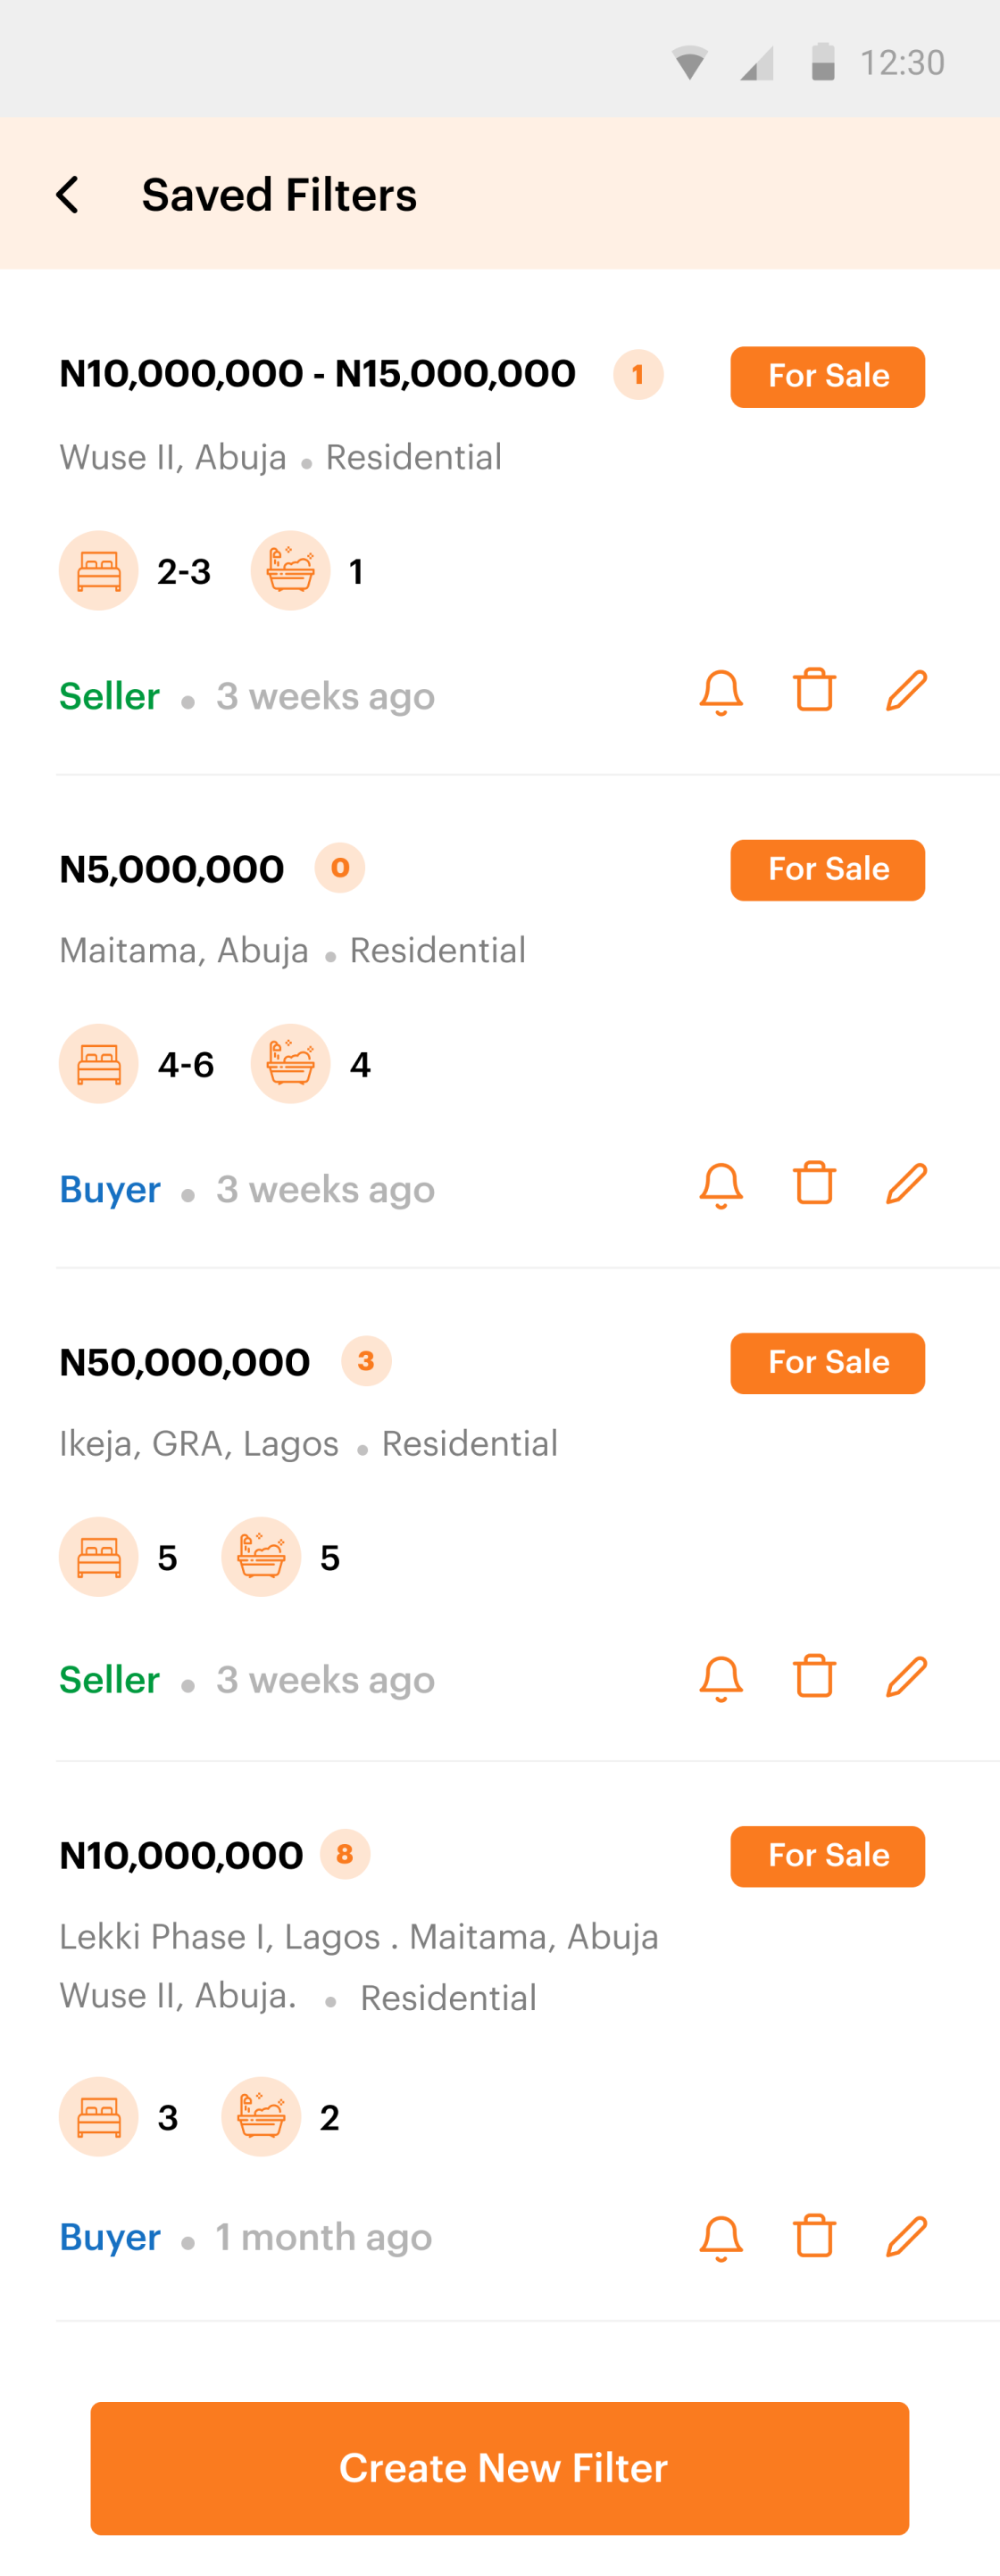 12:30
Saved Filters
N10,000,000 - N15,000,000 1 For Sale
Wuse II, Abuja • Residential
2-3 1
Seller • 3 weeks ago
N5,000,000 0 For Sale
Maitama, Abuja • Residential
4-6 4
Buyer • 3 weeks ago
N50,000,000 3 For Sale
Ikeja, GRA, Lagos • Residential
5 5
Seller • 3 weeks ago
N10,000,000 8 For Sale
Lekki Phase I, Lagos . Maitama, Abuja
Wuse II, Abuja. • Residential
3 2
Buyer • 1 month ago
Create New Filter